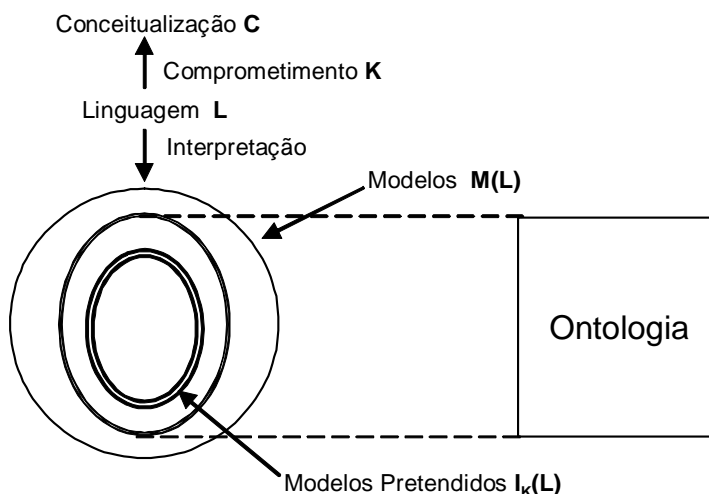 Conceitualização C
Comprometimento K
Linguagem L
Interpretação
Modelos M(L)
Ontologia
Modelos Pretendidos IK(L)